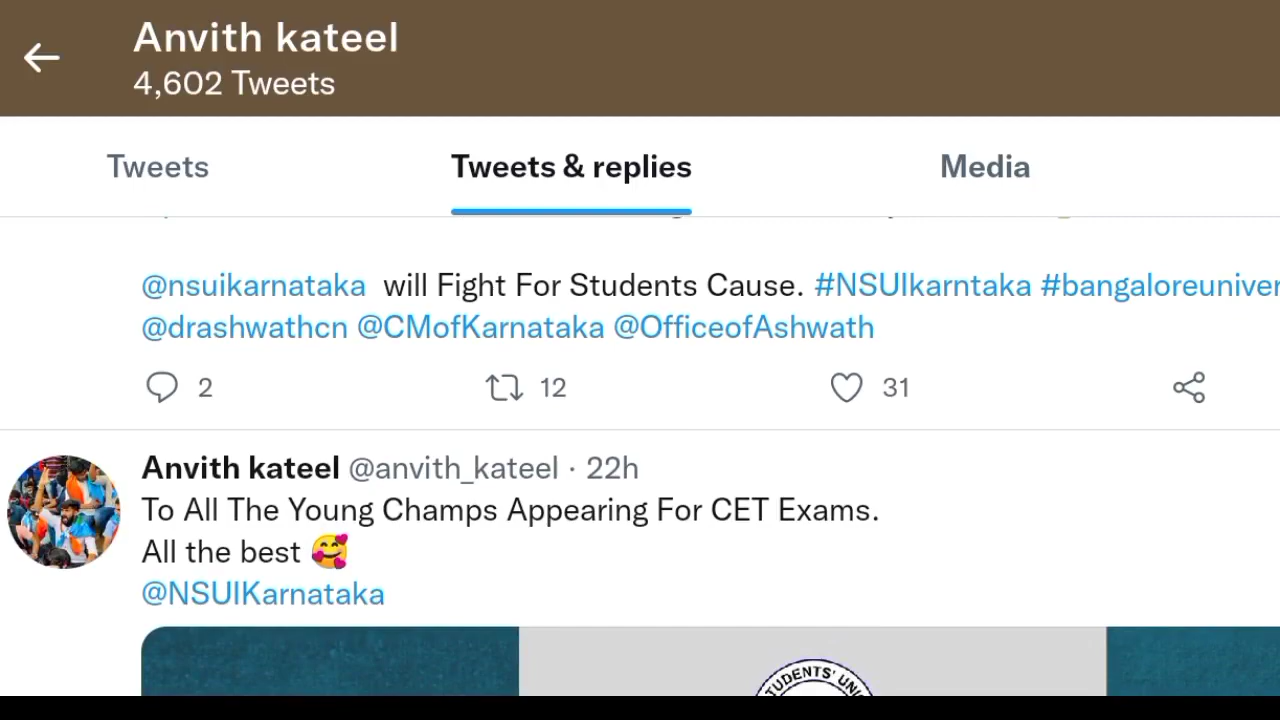 Anvith kateel
4,602 Tweets
Tweets Tweets & replies Media
@nsuikarnataka will Fight For Students Cause. #NSUIkarntaka
@drashwathcn @CMofKarnataka @OfficeofAshwath
2 12 31
Anvith kateel @anvith_kateel · 22h
To All The Young Champs Appearing For CET Exams.
All the best 🥰
@NSUIKarnataka